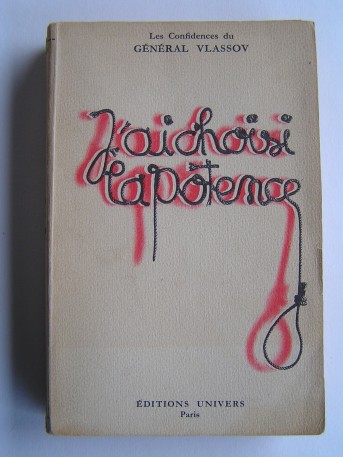 Les Confidences du
GÉNÉRAL VLASSOV
J'ai choisi
la potence
ÉDITIONS UNIVERS
Paris